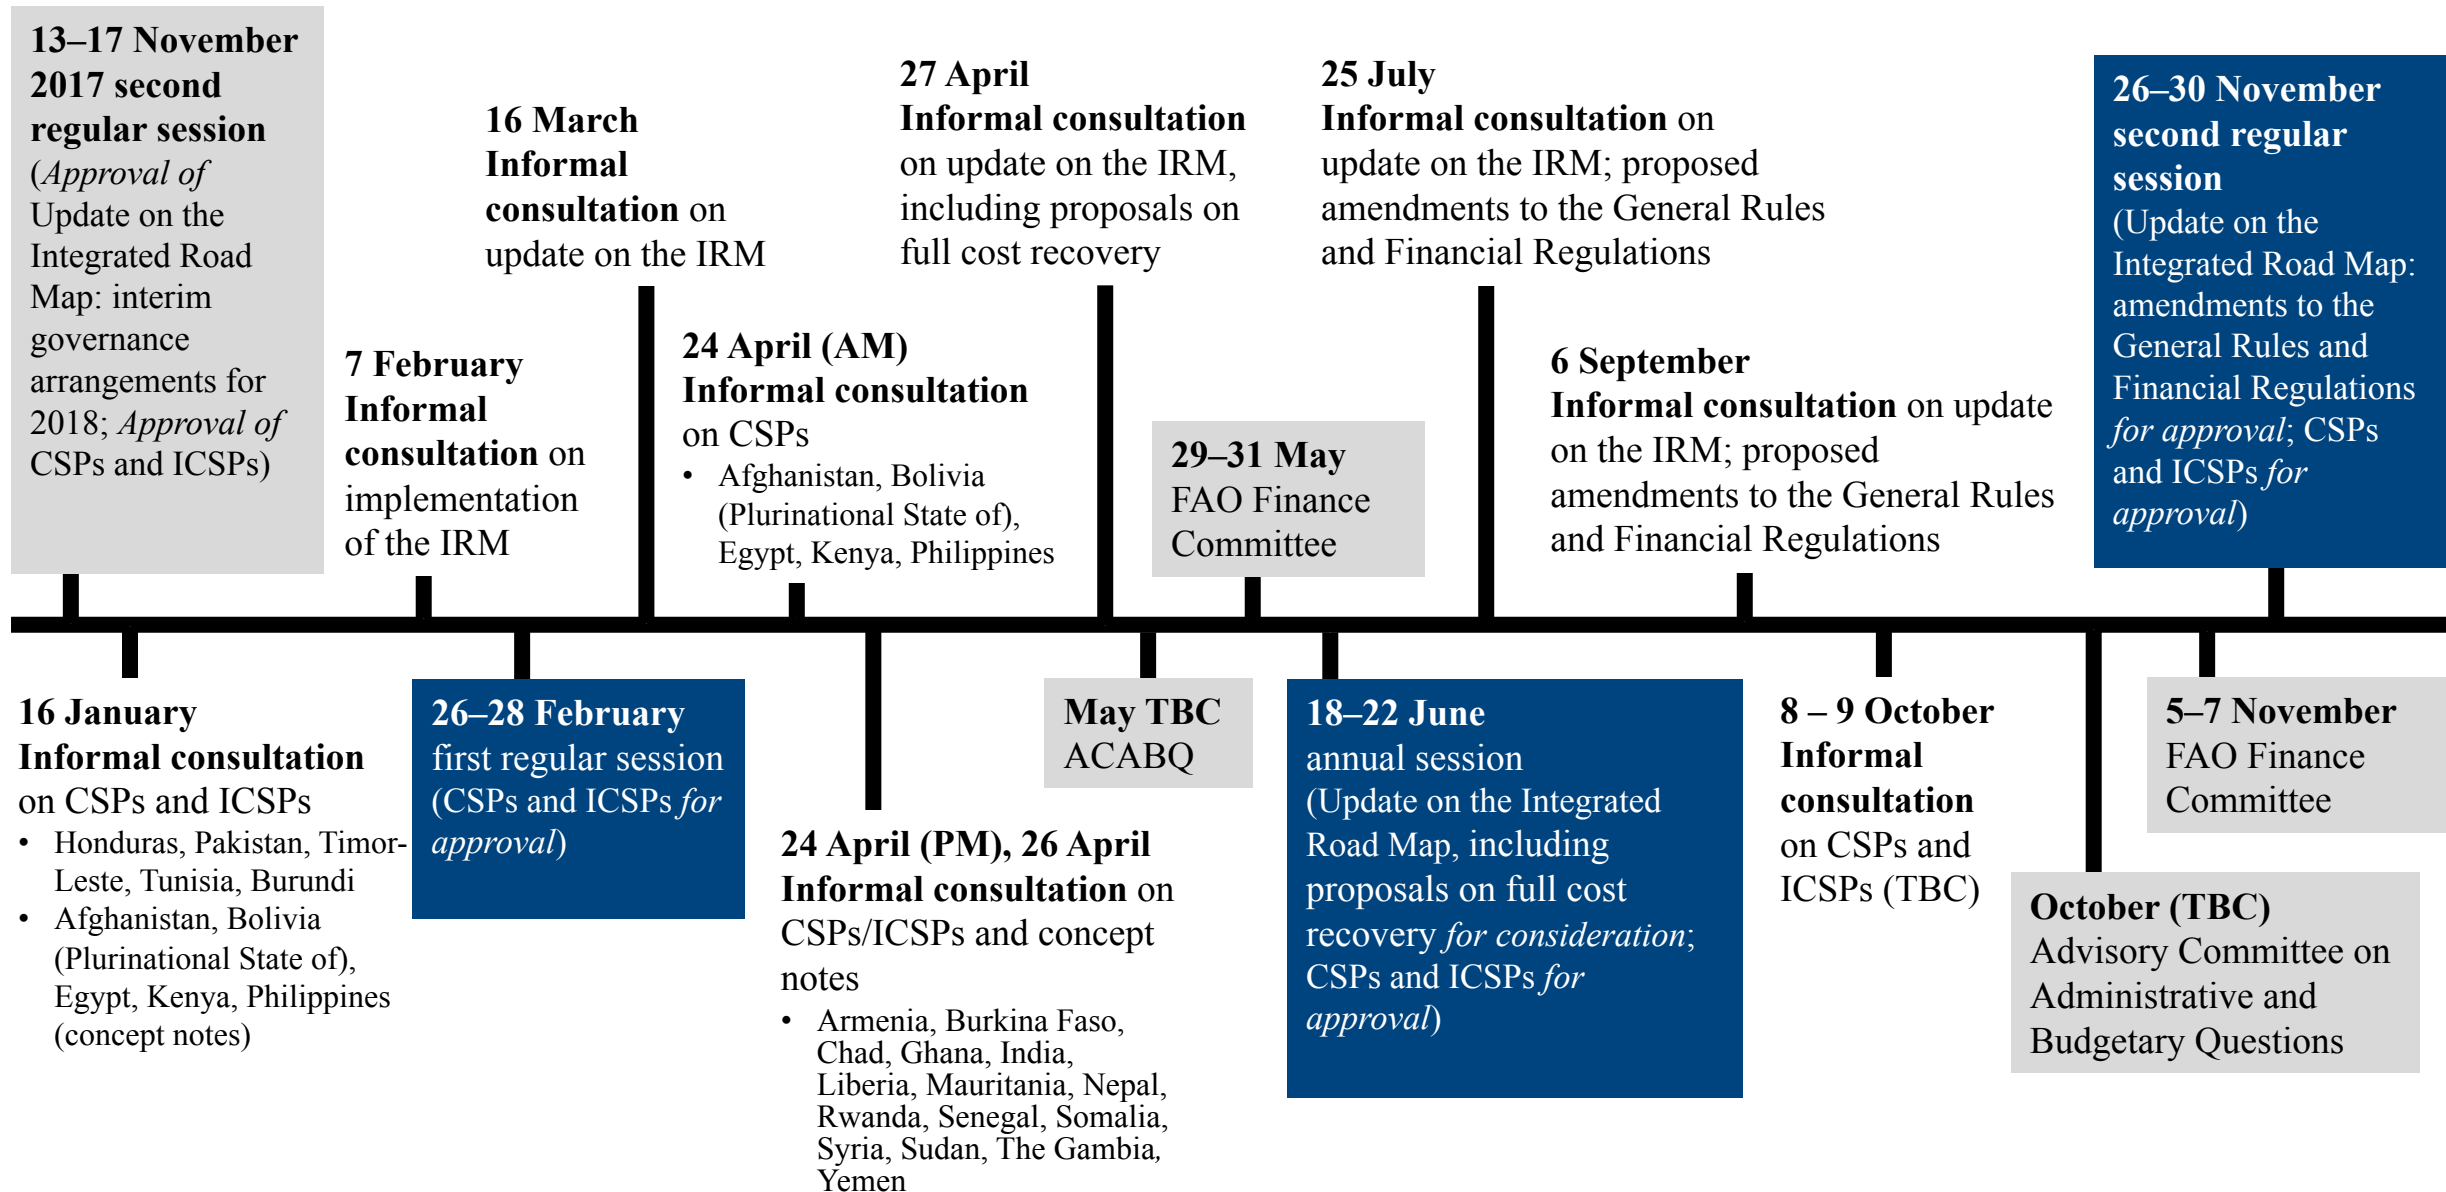 13–17 November
2017 second
regular session
(Approval of
Update on the
Integrated Road
Map: interim
governance
arrangements for
2018; Approval of
CSPs and ICSPs)
16 January
Informal consultation
on CSPs and ICSPs
• Honduras, Pakistan, Timor-
Leste, Tunisia, Burundi
• Afghanistan, Bolivia
(Plurinational State of),
Egypt, Kenya, Philippines
(concept notes)
7 February
Informal
consultation on
implementation
of the IRM
26–28 February
first regular session
(CSPs and ICSPs for
approval)
16 March
Informal
consultation on
update on the IRM
24 April (AM)
Informal consultation
on CSPs
• Afghanistan, Bolivia
(Plurinational State of),
Egypt, Kenya, Philippines
24 April (PM), 26 April
Informal consultation on
CSPs/ICSPs and concept
notes
• Armenia, Burkina Faso,
Chad, Ghana, India,
Liberia, Mauritania, Nepal,
Rwanda, Senegal, Somalia,
Syria, Sudan, The Gambia,
Yemen
27 April
Informal consultation
on update on the IRM,
including proposals on
full cost recovery
May TBC
ACABQ
29–31 May
FAO Finance
Committee
18–22 June
annual session
(Update on the Integrated
Road Map, including
proposals on full cost
recovery for consideration;
CSPs and ICSPs for
approval)
25 July
Informal consultation on
update on the IRM; proposed
amendments to the General Rules
and Financial Regulations
6 September
Informal consultation on update
on the IRM; proposed
amendments to the General Rules
and Financial Regulations
8 – 9 October
Informal
consultation
on CSPs and
ICSPs (TBC)
October (TBC)
Advisory Committee on
Administrative and
Budgetary Questions
5–7 November
FAO Finance
Committee
26–30 November
second regular
session
(Update on the
Integrated Road Map:
amendments to the
General Rules and
Financial Regulations
for approval; CSPs
and ICSPs for
approval)